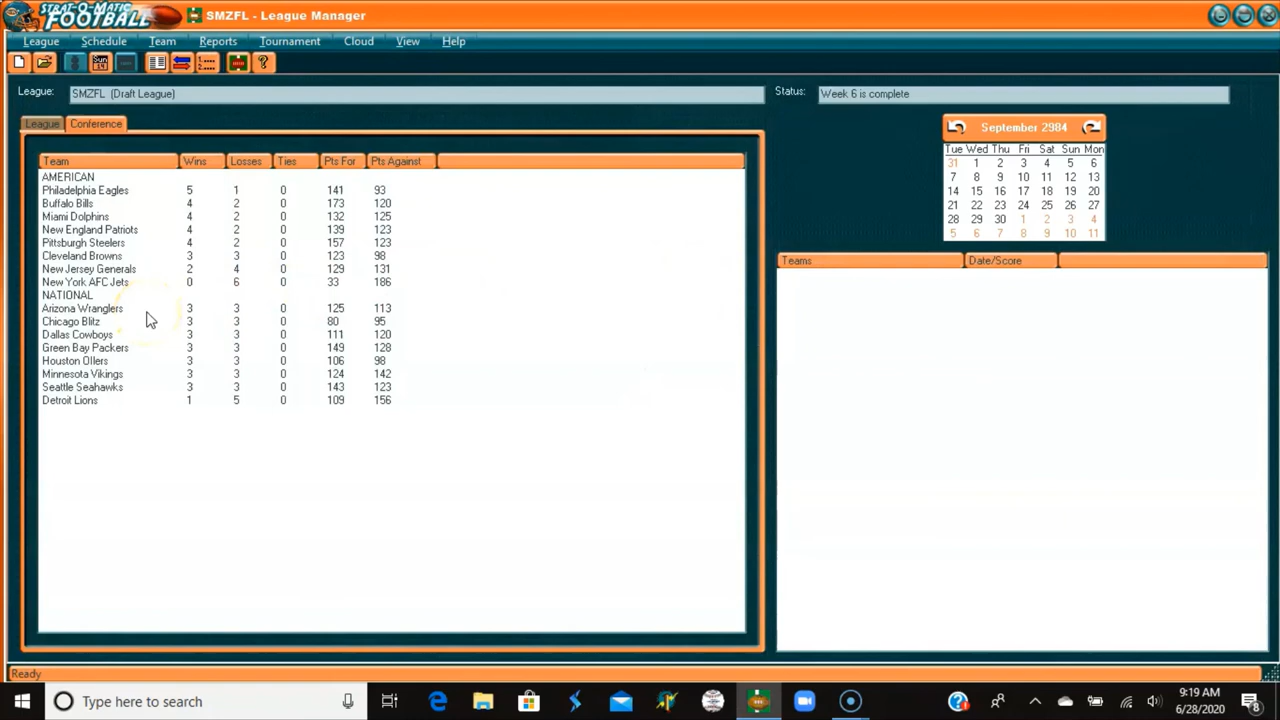 STRAT-O-MATIC FOOTBALL SMZFL - League Manager
League Schedule Team Reports Tournament Cloud View Help
League: SMZFL (Draft League) Status: Week 6 is complete
League Conference
September 2984
Tue Wed Thu Fri Sat Sun Mon
31 1 2 3 4 5 6
7 8 9 10 11 12 13
14 15 16 17 18 19 20
21 22 23 24 25 26 27
28 29 30 1 2 3 4
5 6 7 8 9 10 11
Team Wins Losses Ties Pts For Pts Against
AMERICAN
Philadelphia Eagles 5 1 0 141 93
Buffalo Bills 4 2 0 173 120
Miami Dolphins 4 2 0 132 125
New England Patriots 4 2 0 139 123
Pittsburgh Steelers 4 2 0 157 123
Cleveland Browns 3 3 0 123 98
New Jersey Generals 2 4 0 129 131
New York AFC Jets 0 6 0 33 186
NATIONAL
Arizona Wranglers 3 3 0 125 113
Chicago Blitz 3 3 0 80 95
Dallas Cowboys 3 3 0 111 120
Green Bay Packers 3 3 0 149 128
Houston Oilers 3 3 0 106 98
Minnesota Vikings 3 3 0 124 142
Seattle Seahawks 3 3 0 143 123
Detroit Lions 1 5 0 109 156
Teams Date/Score
Ready
Type here to search
9:19 AM
6/28/2020
8